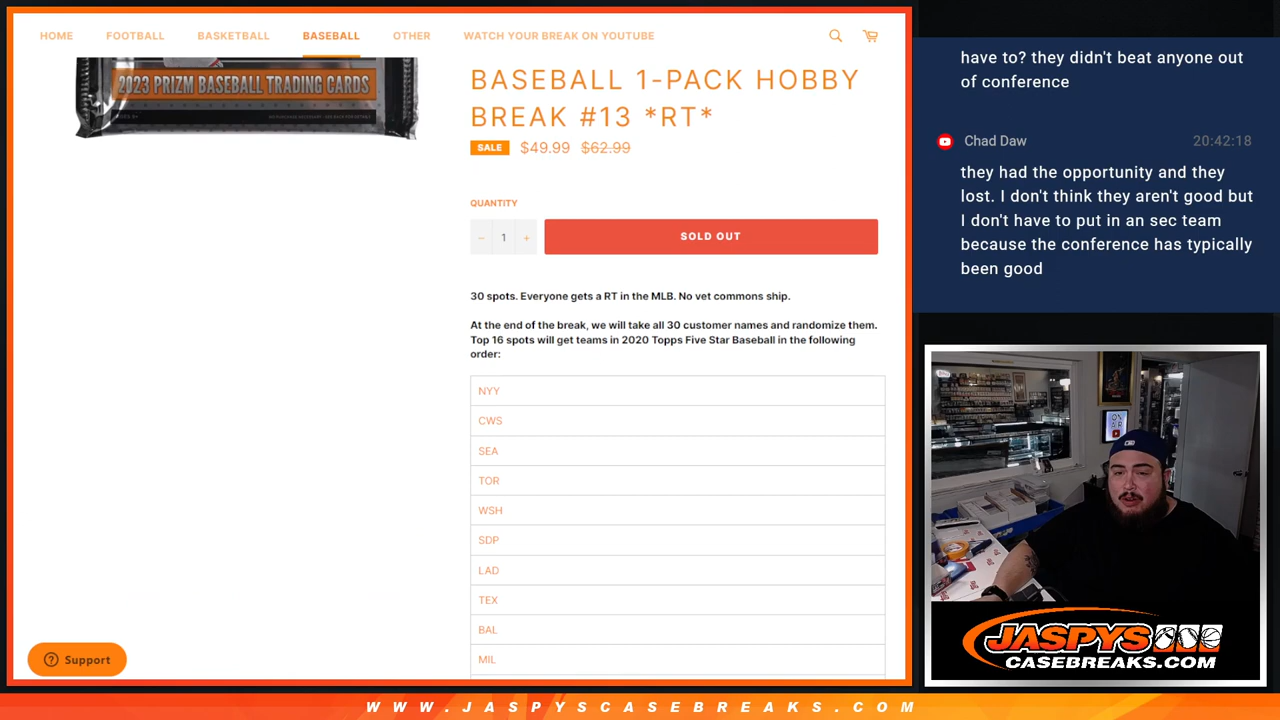 HOME FOOTBALL BASKETBALL BASEBALL OTHER WATCH YOUR BREAK ON YOUTUBE
2023 PRIZM BASEBALL TRADING CARDS
BASEBALL 1-PACK HOBBY
BREAK #13 *RT*
SALE $49.99 $62.99
QUANTITY
− 1 +
SOLD OUT
30 spots. Everyone gets a RT in the MLB. No vet commons ship.
At the end of the break, we will take all 30 customer names and randomize them.
Top 16 spots will get teams in 2020 Topps Five Star Baseball in the following
order:
NYY
CWS
SEA
TOR
WSH
SDP
LAD
TEX
BAL
MIL
Support
have to? they didn't beat anyone out
of conference
Chad Daw 20:42:18
they had the opportunity and they
lost. I don't think they aren't good but
I don't have to put in an sec team
because the conference has typically
been good
JASPYS
CASEBREAKS.COM
WWW.JASPYSCASEBREAKS.COM